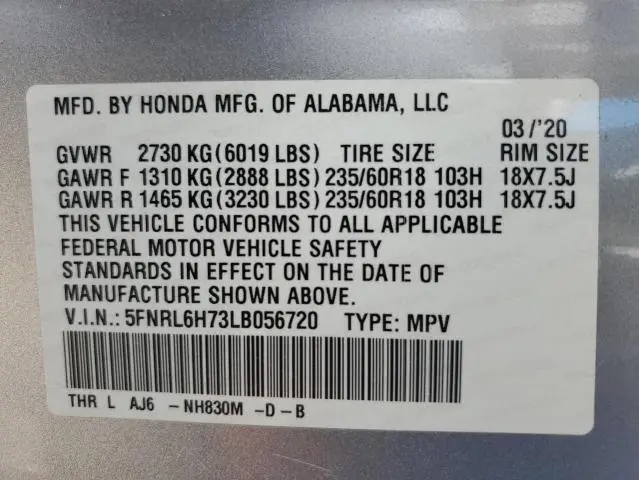 MFD. BY HONDA MFG. OF ALABAMA, LLC
03/'20
GVWR 2730 KG(6019 LBS) TIRE SIZE RIM SIZE
GAWR F 1310 KG(2888 LBS) 235/60R18 103H 18X7.5J
GAWR R 1465 KG(3230 LBS) 235/60R18 103H 18X7.5J
THIS VEHICLE CONFORMS TO ALL APPLICABLE
FEDERAL MOTOR VEHICLE SAFETY
STANDARDS IN EFFECT ON THE DATE OF
MANUFACTURE SHOWN ABOVE.
V.I.N.: 5FNRL6H73LB056720 TYPE: MPV
THR L AJ6 -NH830M -D-B